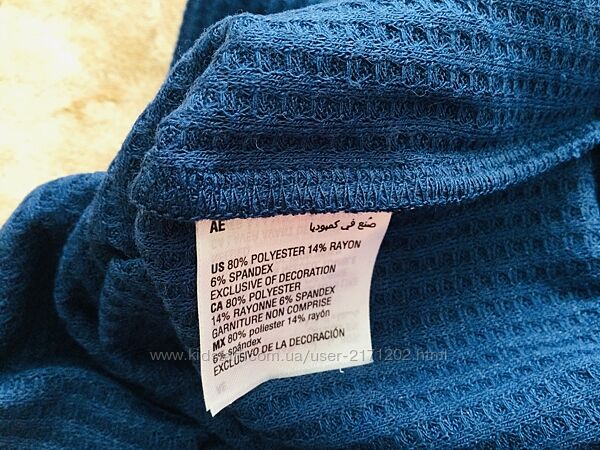 AE صنع في كمبوديا
US 80% POLYESTER 14% RAYON
6% SPANDEX
EXCLUSIVE OF DECORATION
CA 80% POLYESTER
14% RAYONNE 6% SPANDEX
GARNITURE NON COMPRISE
MX 80% poliester 14% rayón
6% spándex
EXCLUSIVO DE LA DECORACIÓN